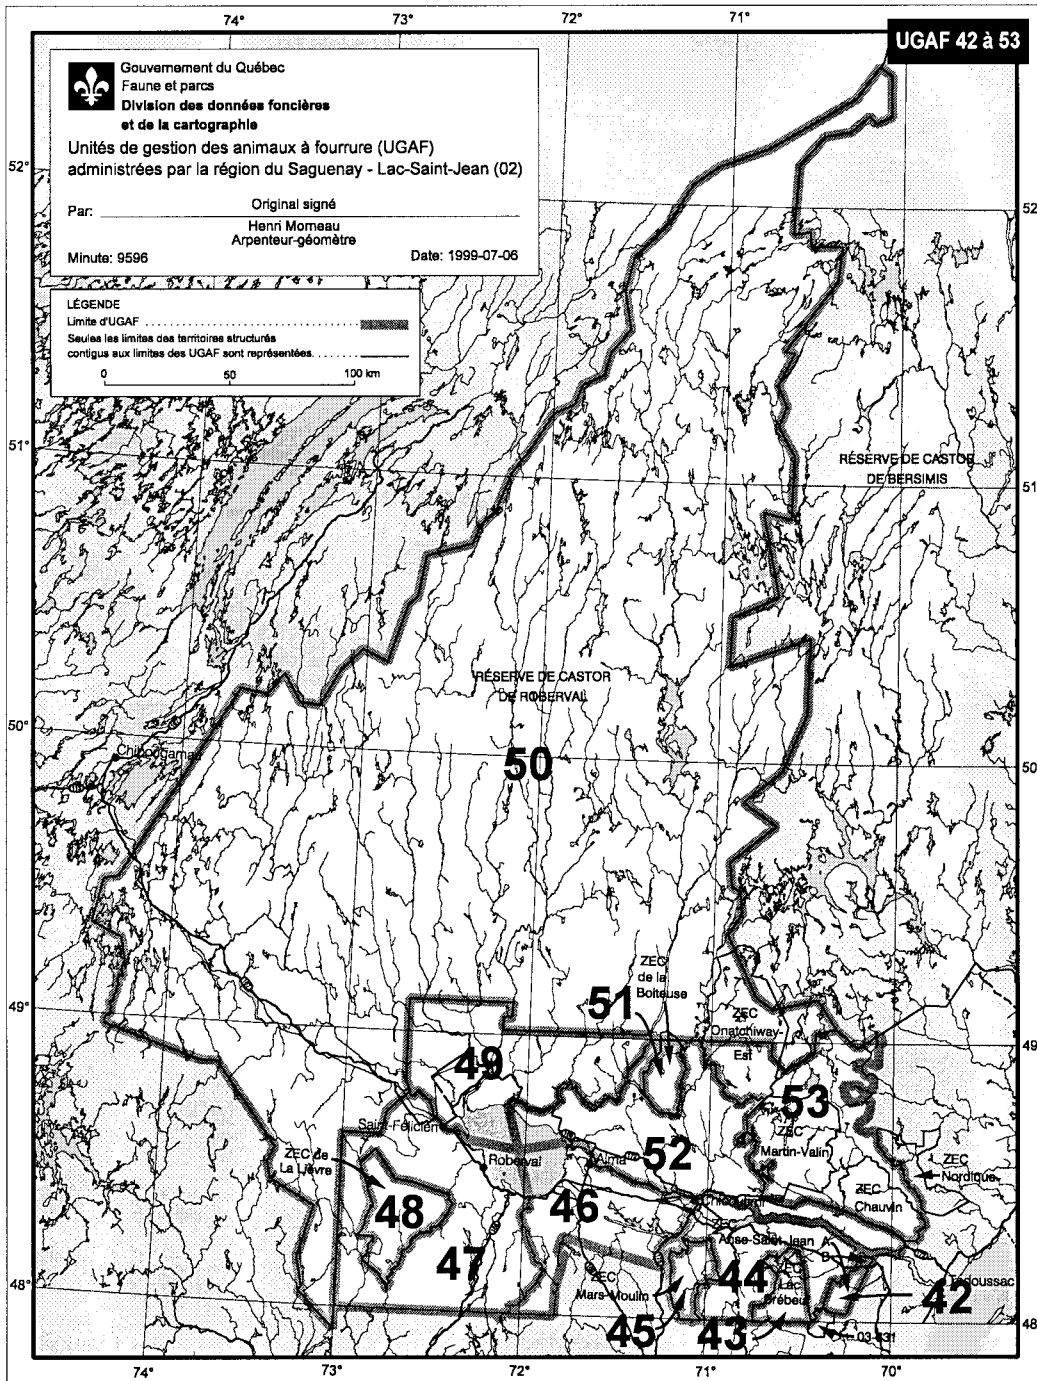 74° 73° 72° 71°
UGAF 42 à 53
Gouvernement du Québec
Faune et parcs
Division des données foncières
et de la cartographie
Unités de gestion des animaux à fourrure (UGAF)
administrées par la région du Saguenay - Lac-Saint-Jean (02)
Par: Original signé
Henri Morneau
Arpenteur-géomètre
Minute: 9596 Date: 1999-07-06
LÉGENDE
Limite d'UGAF
Seules les limites des territoires structurés
contigus aux limites des UGAF sont représentées.
0 50 100 km
52°
52°
51°
RÉSERVE DE CASTOR
DE BERSIMIS
51°
RÉSERVE DE CASTOR
DE ROBERVAL
50°
Chibougamau
50
50°
ZEC
de la
Boiteuse
51
49°
ZEC
Onatchiway-
Est
49°
49
53
Saint-Félicien
ZEC
Martin-Valin
ZEC de
La Lièvre
Roberval
Alma
52
ZEC
Nordique
ZEC
Chauvin
48
46
Chicoutimi
ZEC
Anse-Saint-Jean
A
B
47
48°
ZEC
Mars-Moulin
44
ZEC
Lac
Brébeuf
Tadoussac
42
45
43
03-
48°
74° 73° 72° 71° 70°